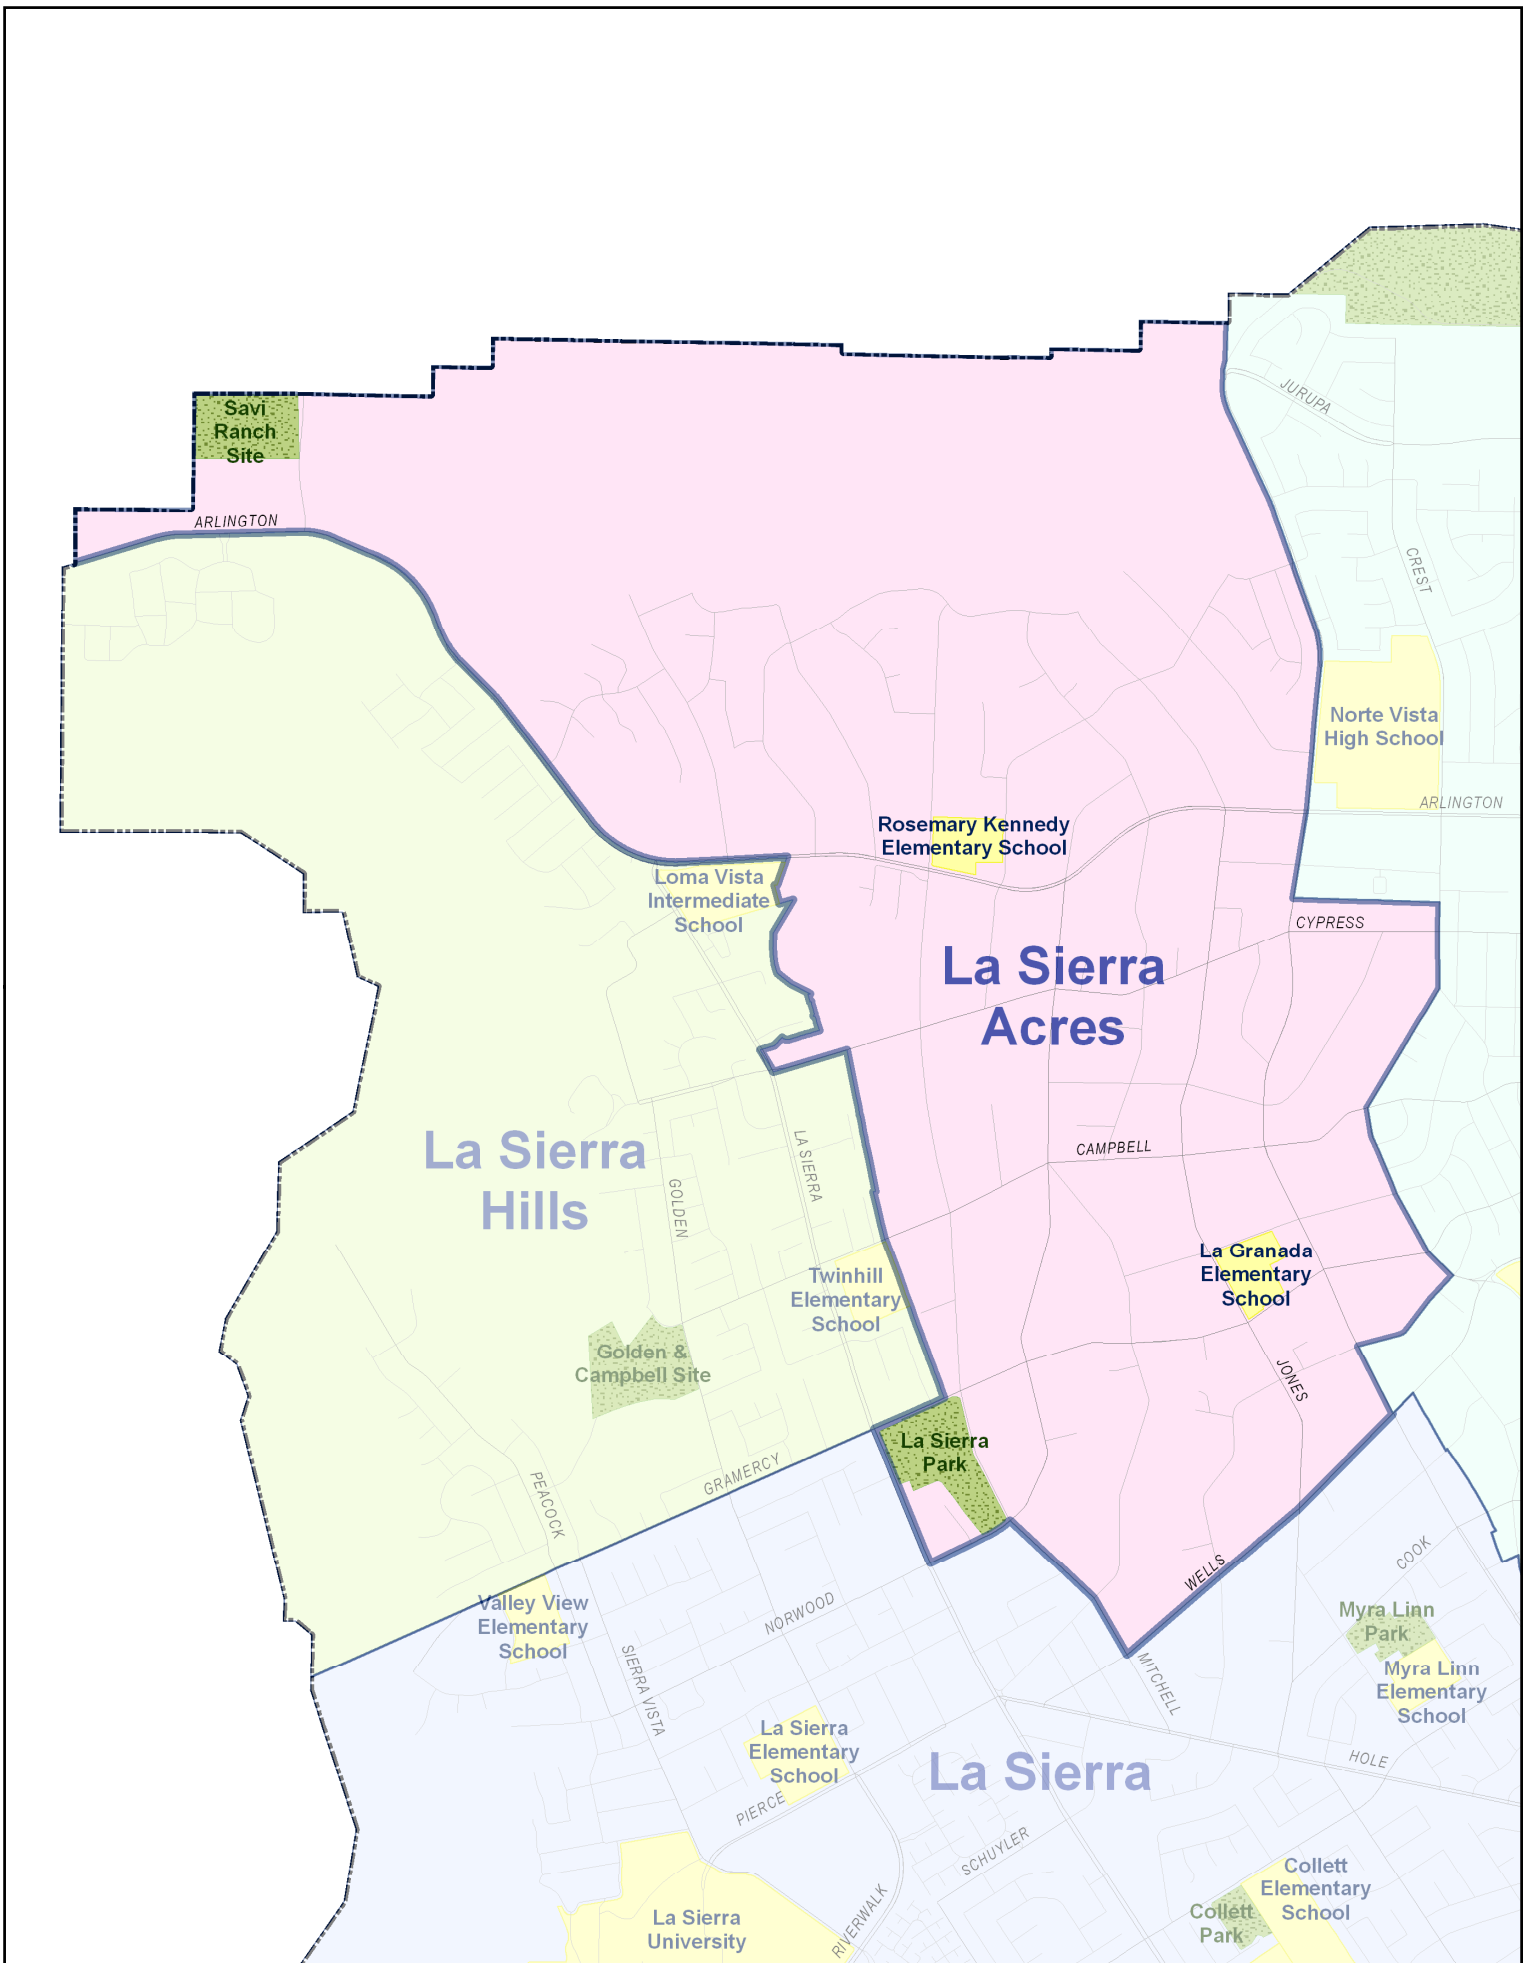 JURUPA
Savi
Ranch
Site
ARLINGTON
CREST
Norte Vista
High School
ARLINGTON
Rosemary Kennedy
Elementary School
Loma Vista
Intermediate
School
CYPRESS
La Sierra
Acres
La Sierra
Hills
LA SIERRA
CAMPBELL
GOLDEN
La Granada
Elementary
School
Twinhill
Elementary
School
Golden &
Campbell Site
JONES
La Sierra
Park
GRAMERCY
PEACOCK
WELLS
COOK
Valley View
Elementary
School
NORWOOD
Myra Linn
Park
Myra Linn
Elementary
School
SIERRA VISTA
MITCHELL
La Sierra
Elementary
School
La Sierra
HOLE
PIERCE
SCHUYLER
Collett
Elementary
School
Collett
Park
La Sierra
University
RIVERWALK